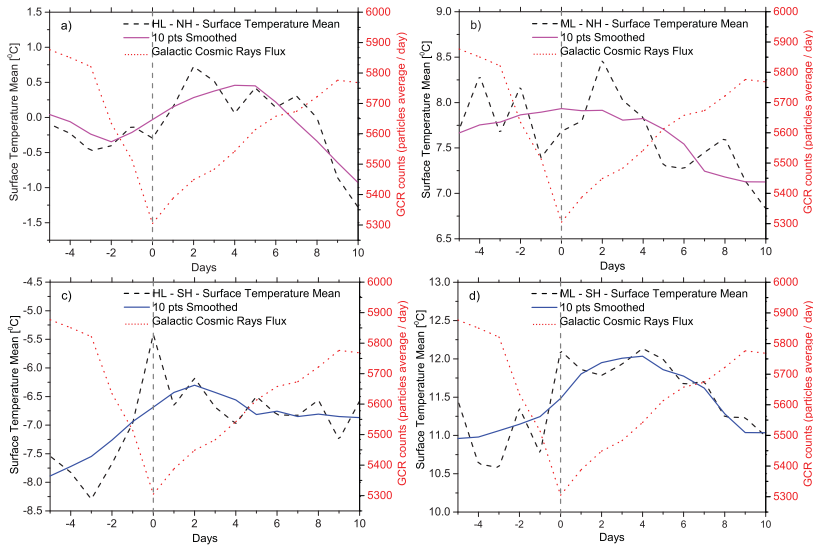 a)
HL - NH - Surface Temperature Mean
10 pts Smoothed
Galactic Cosmic Rays Flux
Surface Temperature Mean [⁰C]
1.5
1.0
0.5
0.0
-0.5
-1.0
-1.5
-4 -2 0 2 4 6 8 10
Days
6000
5900
5800
5700
5600
5500
5400
5300
GCR counts (particles average / day)
b)
ML - NH - Surface Temperature Mean
10 pts Smoothed
Galactic Cosmic Rays Flux
Surface Temperature Mean [⁰C]
9.0
8.5
8.0
7.5
7.0
6.5
-4 -2 0 2 4 6 8 10
Days
6000
5900
5800
5700
5600
5500
5400
5300
GCR counts (particles average / day)
c)
HL - SH - Surface Temperature Mean
10 pts Smoothed
Galactic Cosmic Rays Flux
Surface Temperature Mean [⁰C]
-4.5
-5.0
-5.5
-6.0
-6.5
-7.0
-7.5
-8.0
-8.5
-4 -2 0 2 4 6 8 10
Days
6000
5900
5800
5700
5600
5500
5400
5300
GCR counts (particles average / day)
d)
ML - SH - Surface Temperature Mean
10 pts Smoothed
Galactic Cosmic Rays Flux
Surface Temperature Mean [⁰C]
13.0
12.5
12.0
11.5
11.0
10.5
10.0
-4 -2 0 2 4 6 8 10
Days
6000
5900
5800
5700
5600
5500
5400
5300
GCR counts (particles average / day)